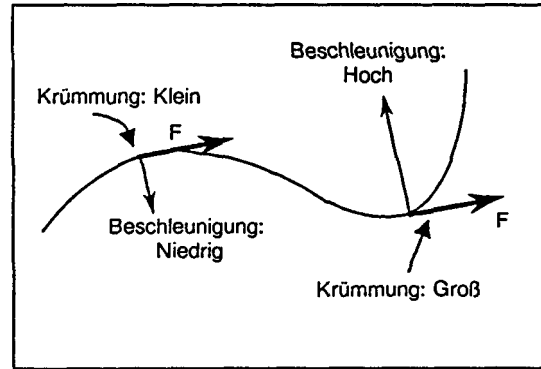 Beschleunigung:
Hoch
Krümmung: Klein
F
Beschleunigung:
Niedrig
F
Krümmung: Groß